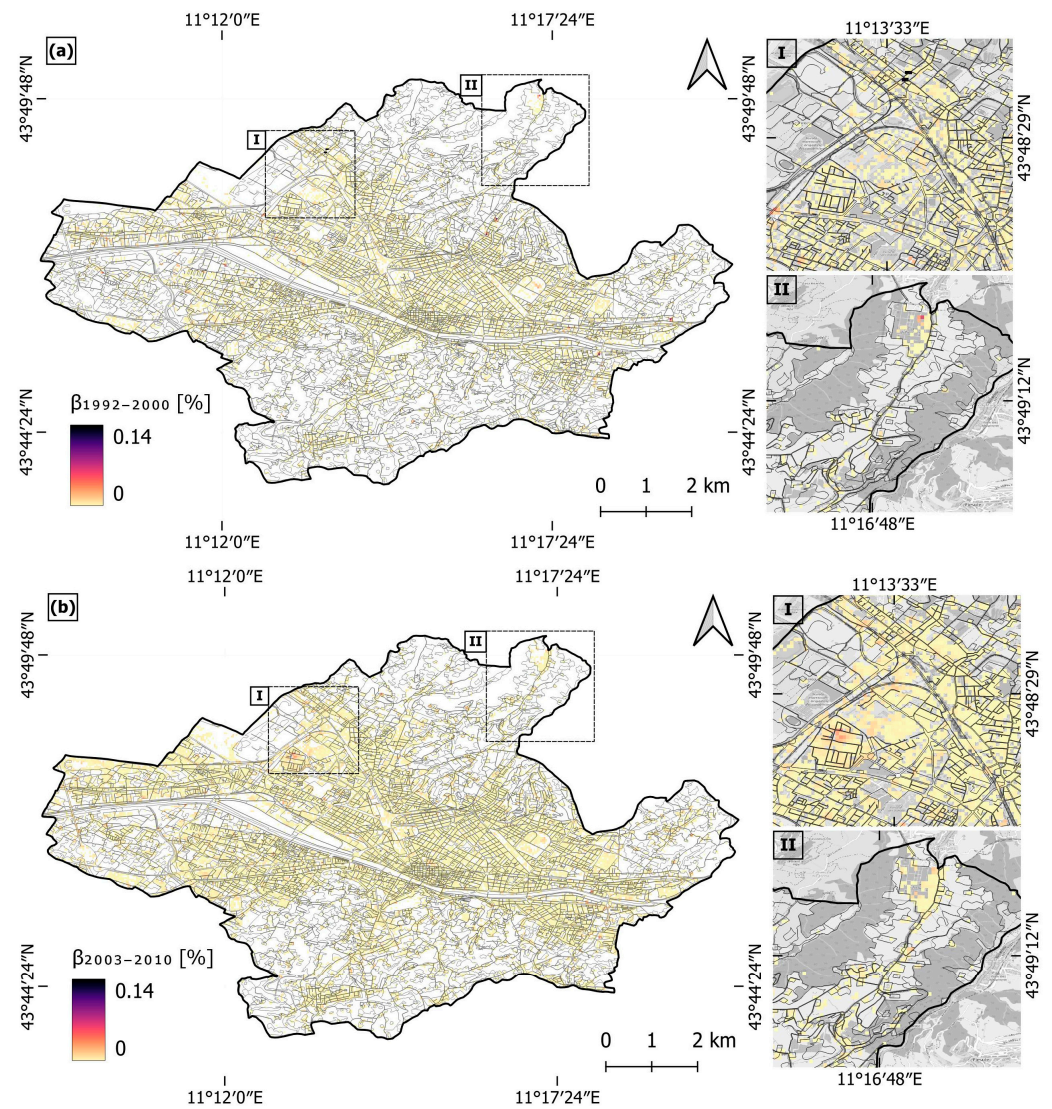 11°12′0″E
11°17′24″E
11°13′33″E
(a)
I
II
I
43°49′48″N
43°49′48″N
43°48′29″N
II
β1992–2000 [%]
0.14
0
43°44′24″N
43°44′24″N
43°49′12″N
0 1 2 km
11°16′48″E
11°12′0″E
11°17′24″E
11°12′0″E
11°17′24″E
11°13′33″E
(b)
I
II
I
43°49′48″N
43°49′48″N
43°48′29″N
II
β2003–2010 [%]
0.14
0
43°44′24″N
43°44′24″N
43°49′12″N
0 1 2 km
11°16′48″E
11°12′0″E
11°17′24″E